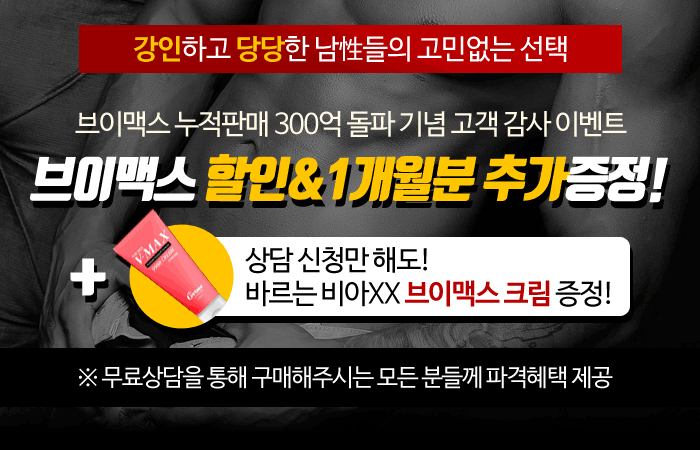 강인하고 당당한 남性들의 고민없는 선택
브이맥스 누적판매 300억 돌파 기념 고객 감사 이벤트
브이맥스 할인&1개월분 추가증정!
+
V-MAX
상담 신청만 해도!
바르는 비아XX 브이맥스 크림 증정!
※ 무료상담을 통해 구매해주시는 모든 분들께 파격혜택 제공